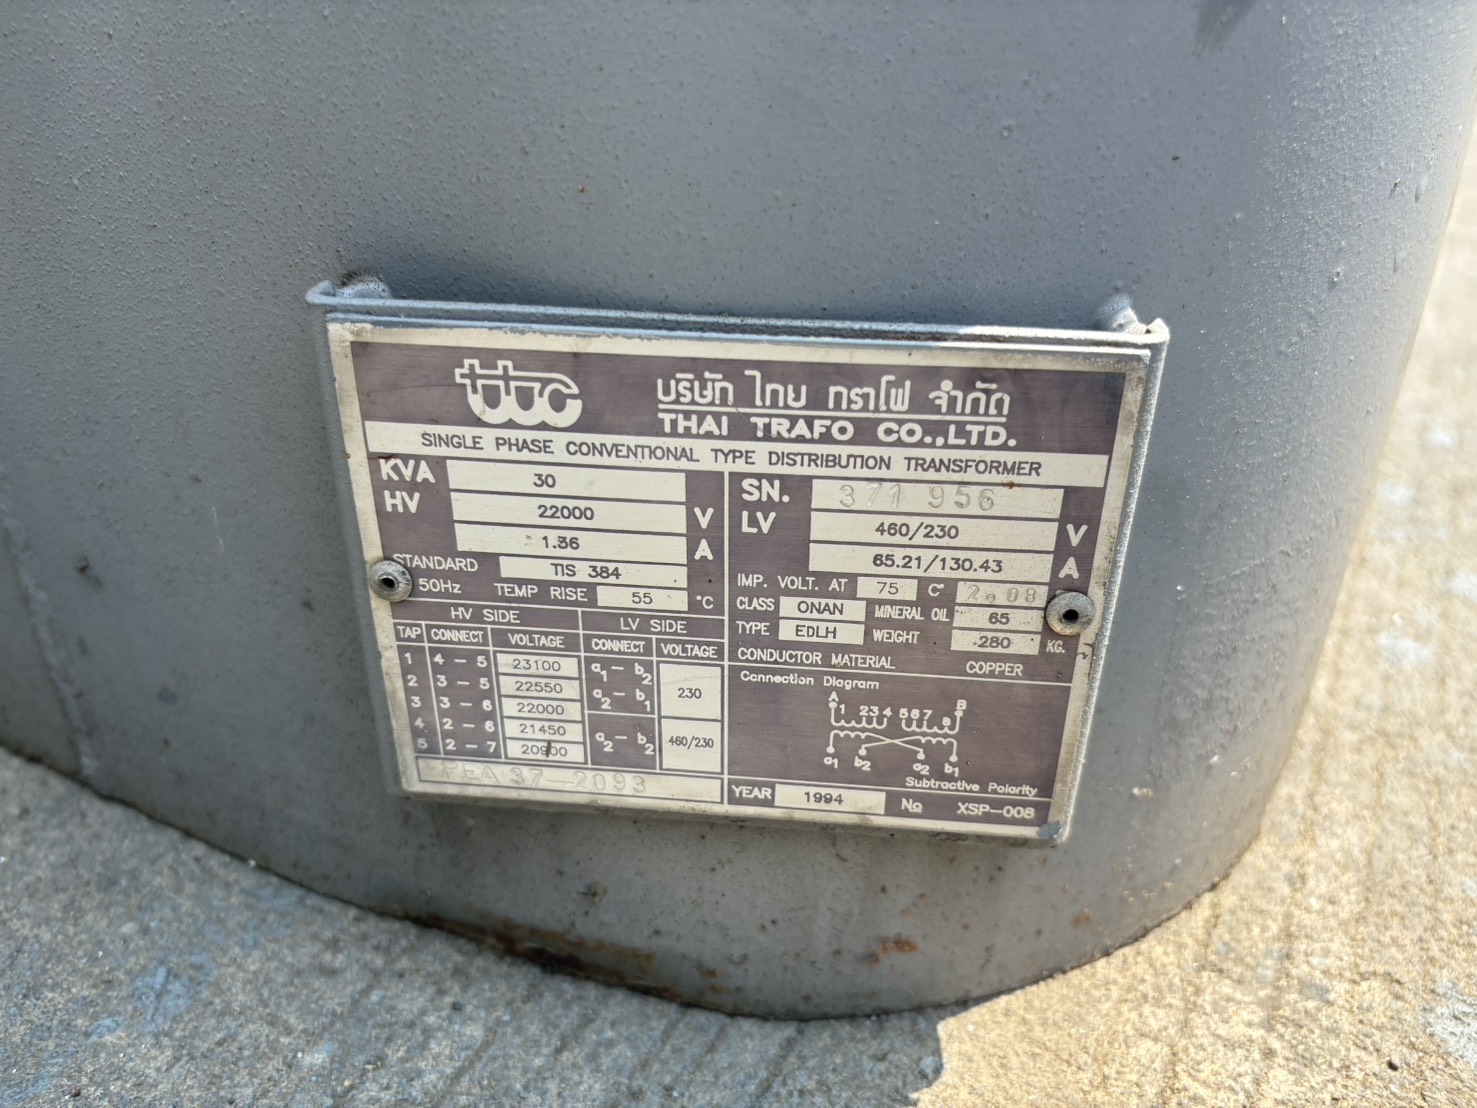 ttc
บริษัท ไทย ทราโฟ จำกัด
THAI TRAFO CO.,LTD.
SINGLE PHASE CONVENTIONAL TYPE DISTRIBUTION TRANSFORMER
KVA 30
HV 22000 V
1.36 A
STANDARD TIS 384
50Hz TEMP RISE 55 °C
SN. 371956
LV 460/230 V
65.21/130.43 A
IMP. VOLT. AT 75 C° 2.08
CLASS ONAN MINERAL OIL 65
TYPE EDLH WEIGHT 280 KG.
CONDUCTOR MATERIAL COPPER
HV SIDE LV SIDE
TAP CONNECT VOLTAGE CONNECT VOLTAGE
1 4-5 23100 a1-b2
2 3-5 22550 a2-b1 230
3 3-6 22000
4 2-6 21450 a2-b2 460/230
5 2-7 20900
PEA 37-2093
Connection Diagram
A B
1 2 3 4 5 6 7 8
a1 b2 a2 b1
Subtractive Polarity
YEAR 1994 No XSP-008